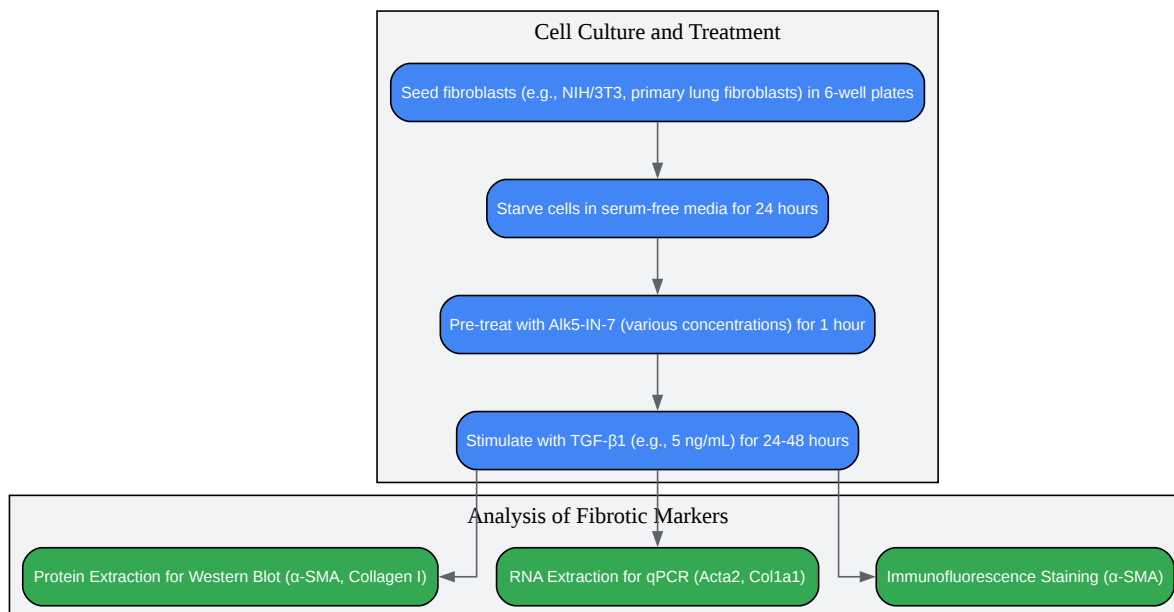 Cell Culture and Treatment
Seed fibroblasts (e.g., NIH/3T3, primary lung fibroblasts) in 6-well plates
Starve cells in serum-free media for 24 hours
Pre-treat with Alk5-IN-7 (various concentrations) for 1 hour
Stimulate with TGF-β1 (e.g., 5 ng/mL) for 24-48 hours
Analysis of Fibrotic Markers
Protein Extraction for Western Blot (α-SMA, Collagen I)
RNA Extraction for qPCR (Acta2, Col1a1)
Immunofluorescence Staining (α-SMA)